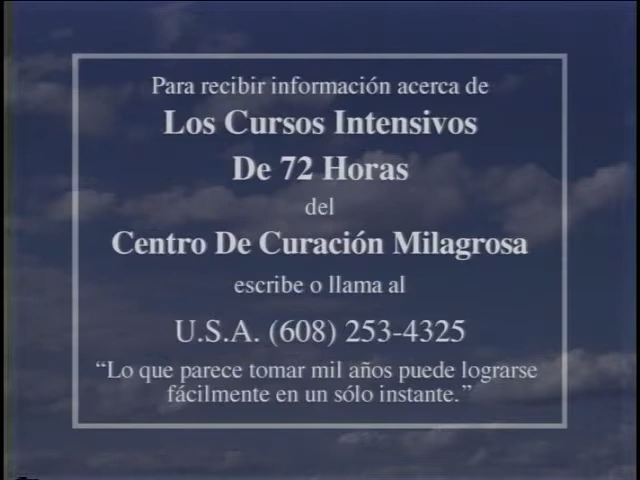 Para recibir información acerca de
Los Cursos Intensivos
De 72 Horas
del
Centro De Curación Milagrosa
escribe o llama al
U.S.A. (608) 253-4325
“Lo que parece tomar mil años puede lograrse
fácilmente en un sólo instante.”